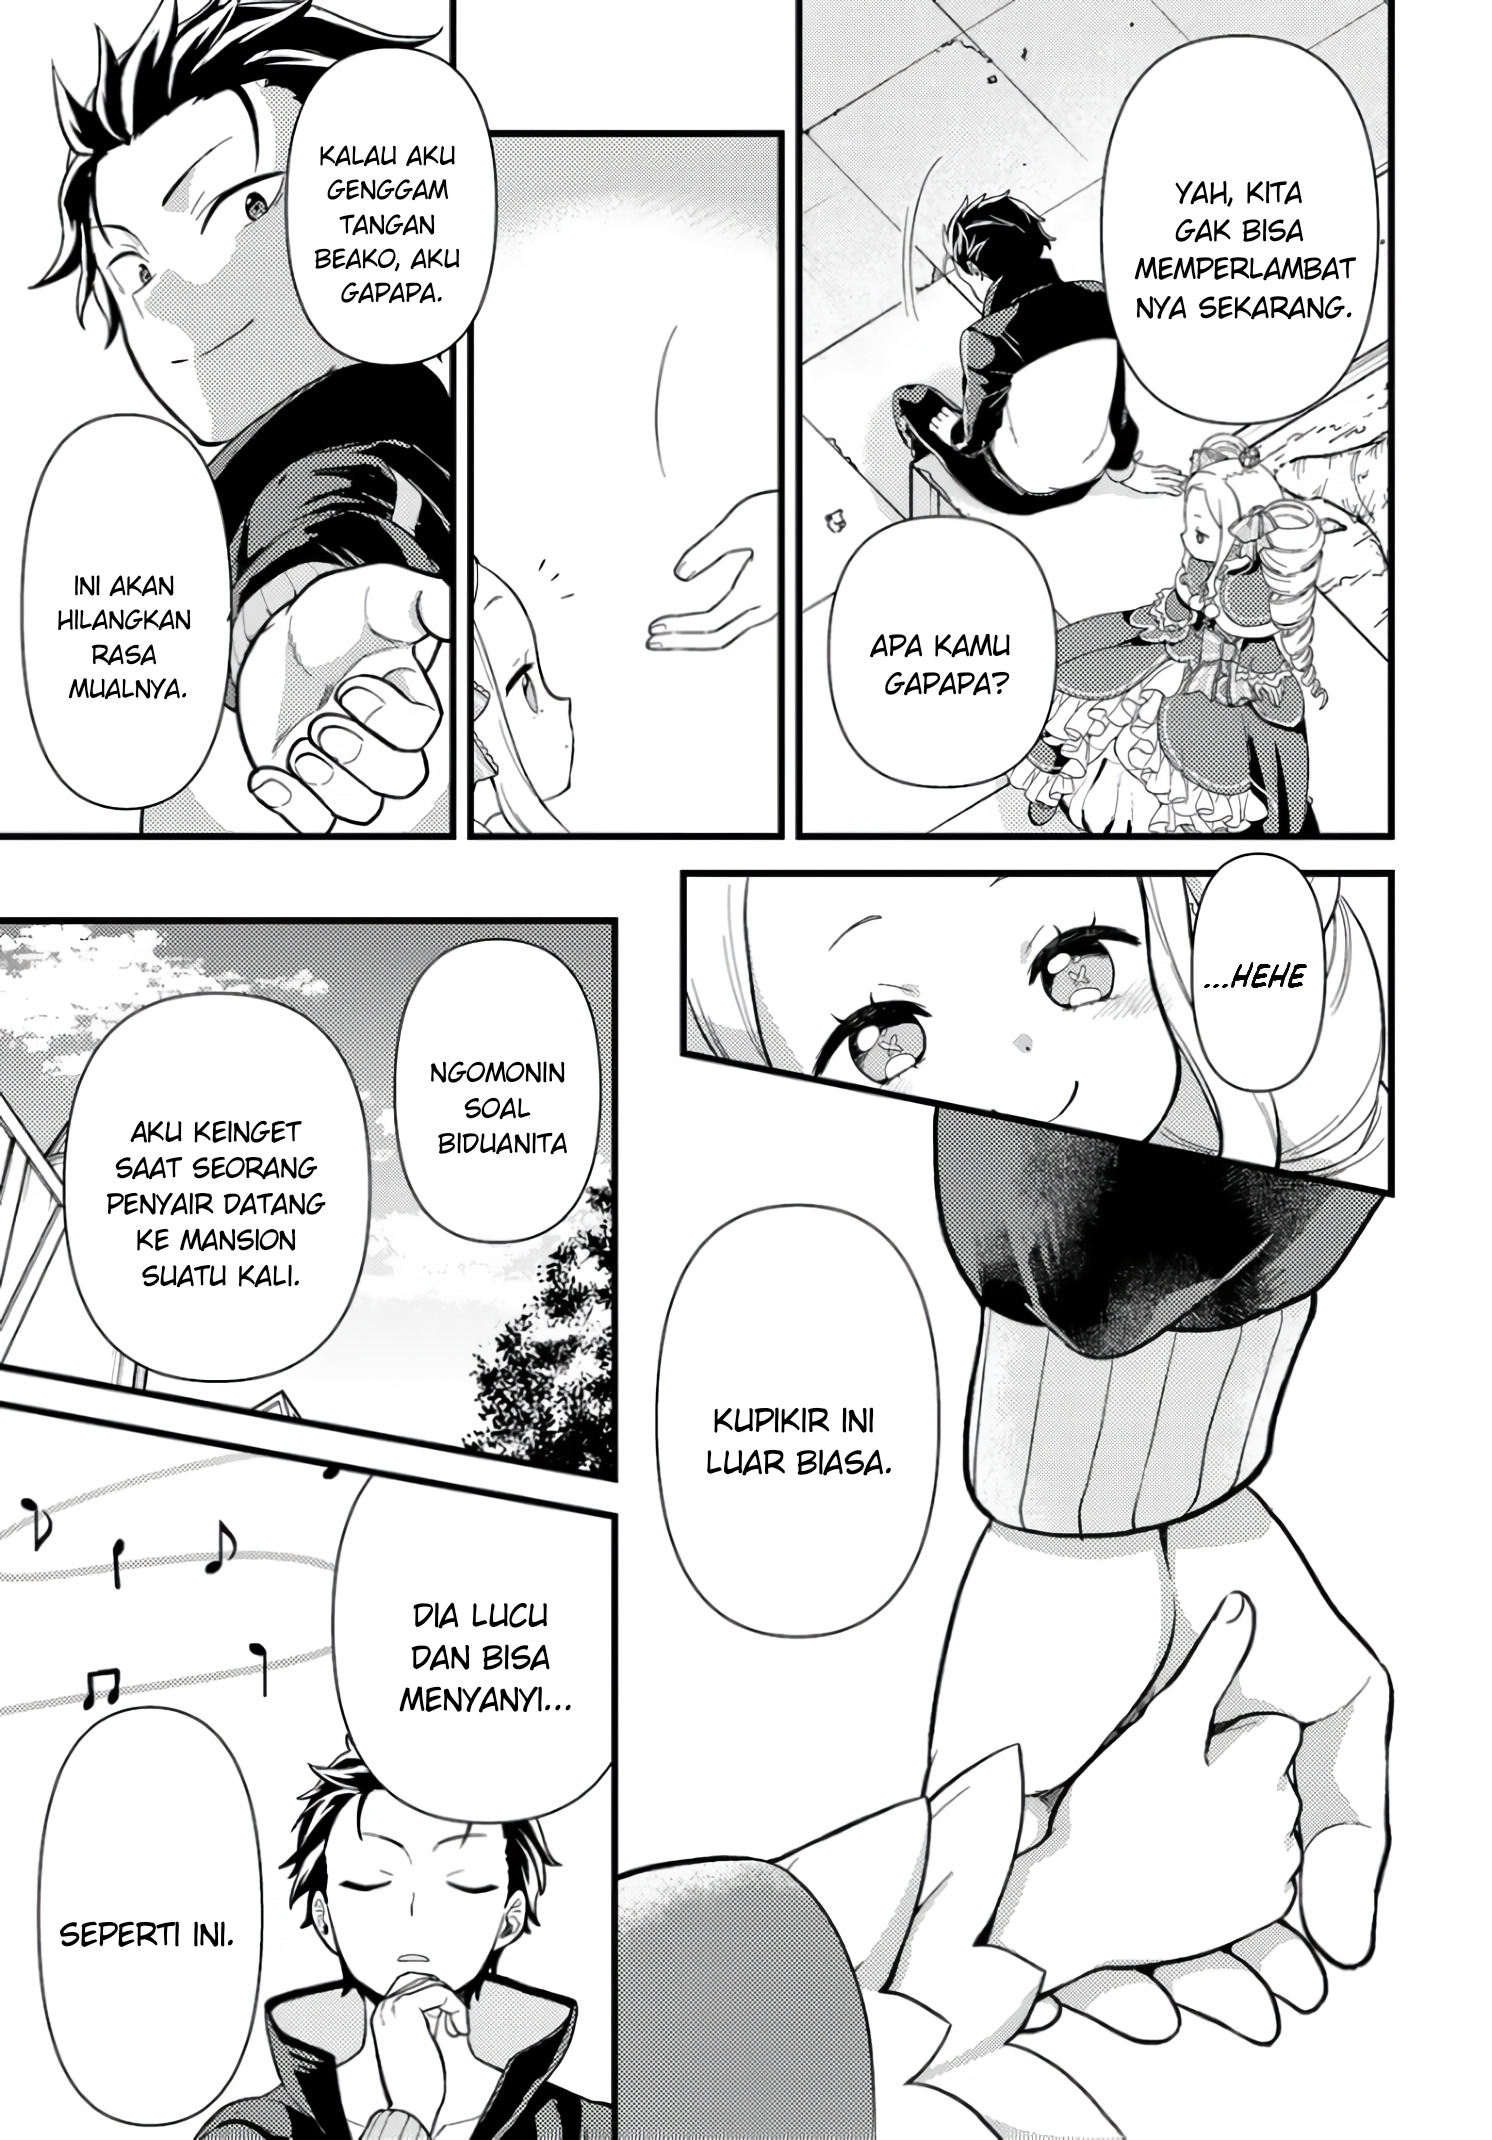 YAH, KITA
GAK BISA
MEMPERLAMBAT
NYA SEKARANG.
APA KAMU
GAPAPA?
KALAU AKU
GENGGAM
TANGAN
BEAKO, AKU
GAPAPA.
INI AKAN
HILANGKAN
RASA
MUALNYA.
...HEHE
KUPIKIR INI
LUAR BIASA.
NGOMONIN
SOAL
BIDUANITA
AKU KEINGET
SAAT SEORANG
PENYAIR DATANG
KE MANSION
SUATU KALI.
DIA LUCU
DAN BISA
MENYANYI...
SEPERTI INI.